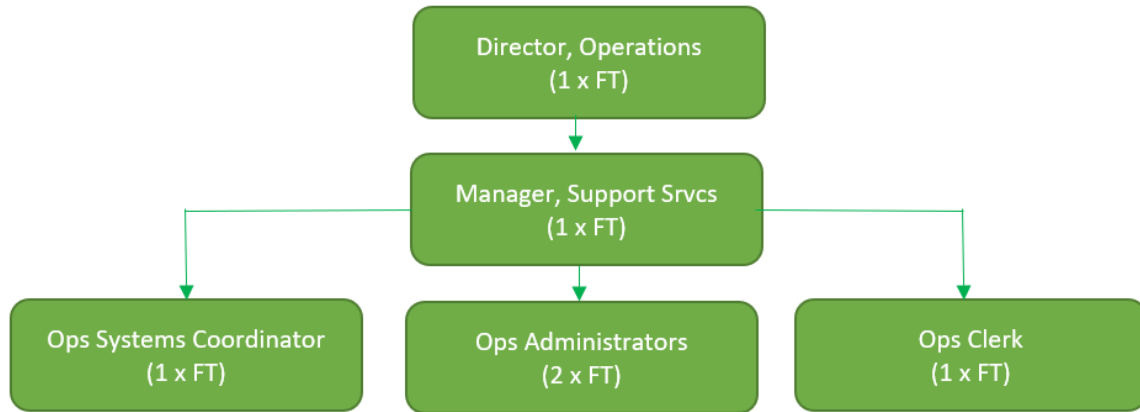 Director, Operations
(1 x FT)
Manager, Support Srvcs
(1 x FT)
Ops Systems Coordinator
(1 x FT)
Ops Administrators
(2 x FT)
Ops Clerk
(1 x FT)